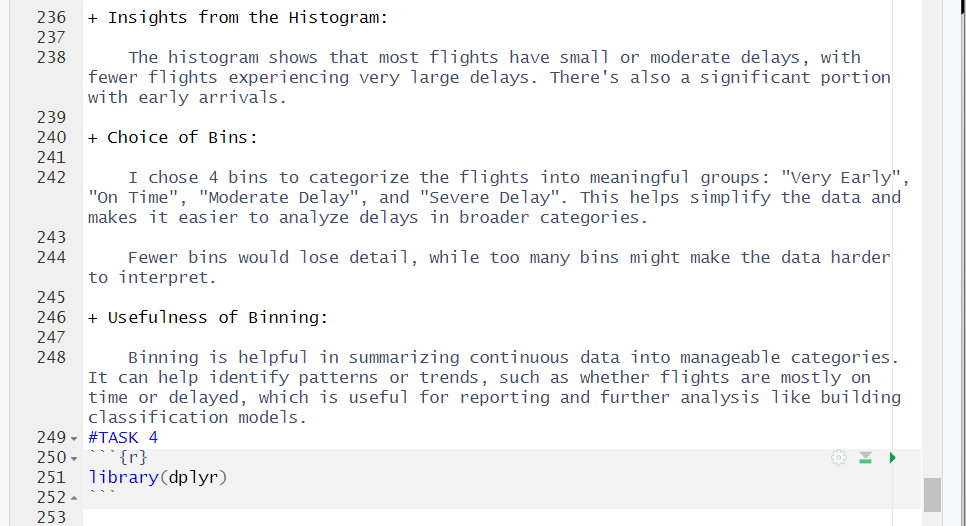 236 + Insights from the Histogram:
237
238 The histogram shows that most flights have small or moderate delays, with
fewer flights experiencing very large delays. There's also a significant portion
with early arrivals.
239
240 + Choice of Bins:
241
242 I chose 4 bins to categorize the flights into meaningful groups: "Very Early",
"On Time", "Moderate Delay", and "Severe Delay". This helps simplify the data and
makes it easier to analyze delays in broader categories.
243
244 Fewer bins would lose detail, while too many bins might make the data harder
to interpret.
245
246 + Usefulness of Binning:
247
248 Binning is helpful in summarizing continuous data into manageable categories.
It can help identify patterns or trends, such as whether flights are mostly on
time or delayed, which is useful for reporting and further analysis like building
classification models.
249 #TASK 4
250 ```{r}
251 library(dplyr)
252 ```
253